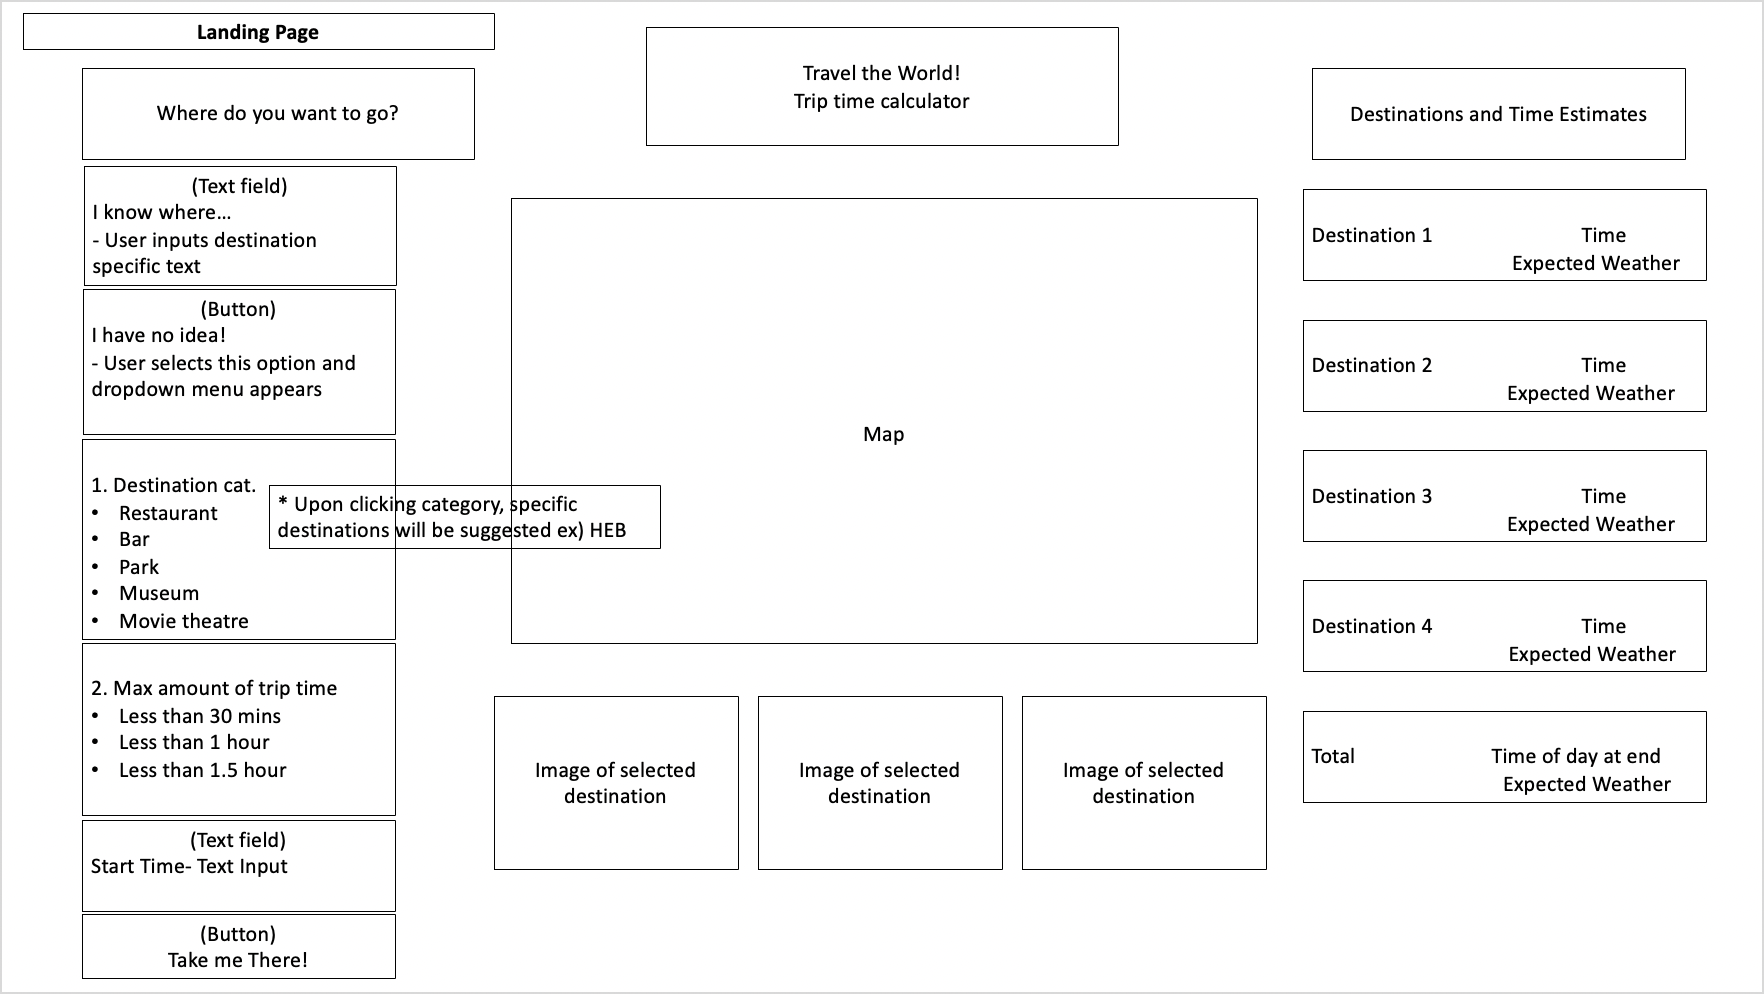 Landing Page
Where do you want to go?
(Text field)
I know where…
- User inputs destination
specific text
(Button)
I have no idea!
- User selects this option and
dropdown menu appears
1. Destination cat.
• Restaurant
• Bar
• Park
• Museum
• Movie theatre
* Upon clicking category, specific
destinations will be suggested ex) HEB
2. Max amount of trip time
• Less than 30 mins
• Less than 1 hour
• Less than 1.5 hour
(Text field)
Start Time- Text Input
(Button)
Take me There!
Travel the World!
Trip time calculator
Map
Image of selected
destination
Image of selected
destination
Image of selected
destination
Destinations and Time Estimates
Destination 1 Time
Expected Weather
Destination 2 Time
Expected Weather
Destination 3 Time
Expected Weather
Destination 4 Time
Expected Weather
Total Time of day at end
Expected Weather